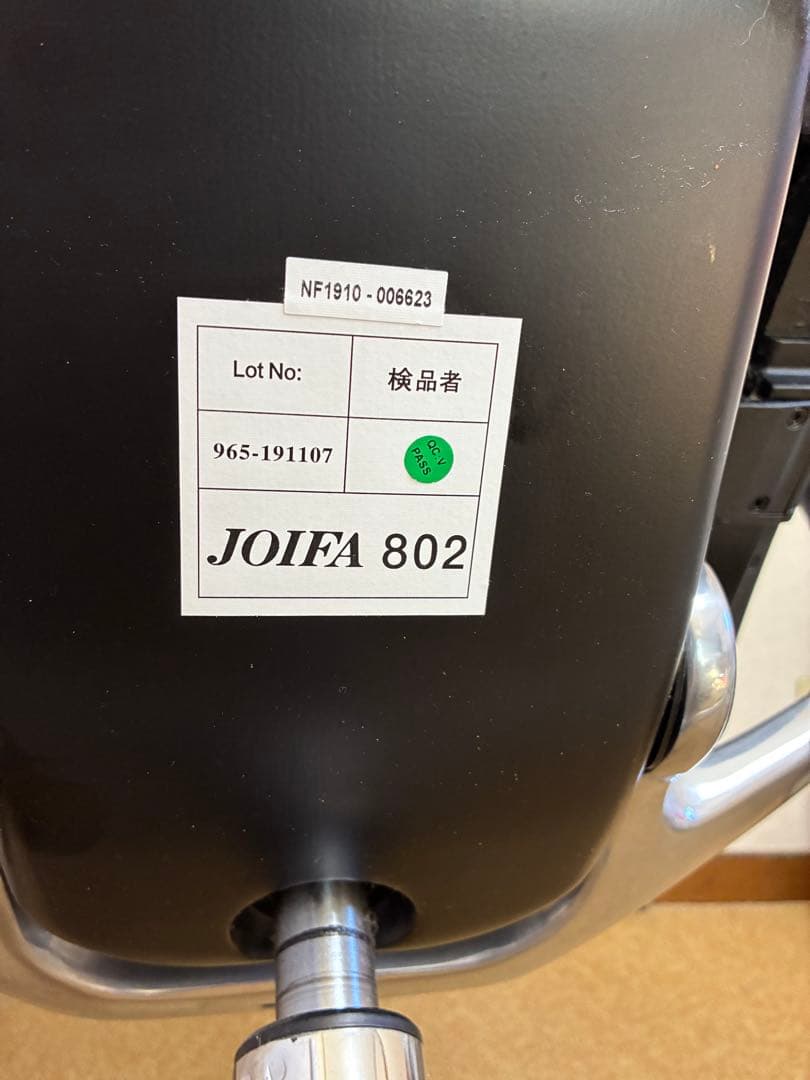 NF1910 - 006623
Lot No:
検品者
965-191107
QC.V
PASS
JOIFA 802